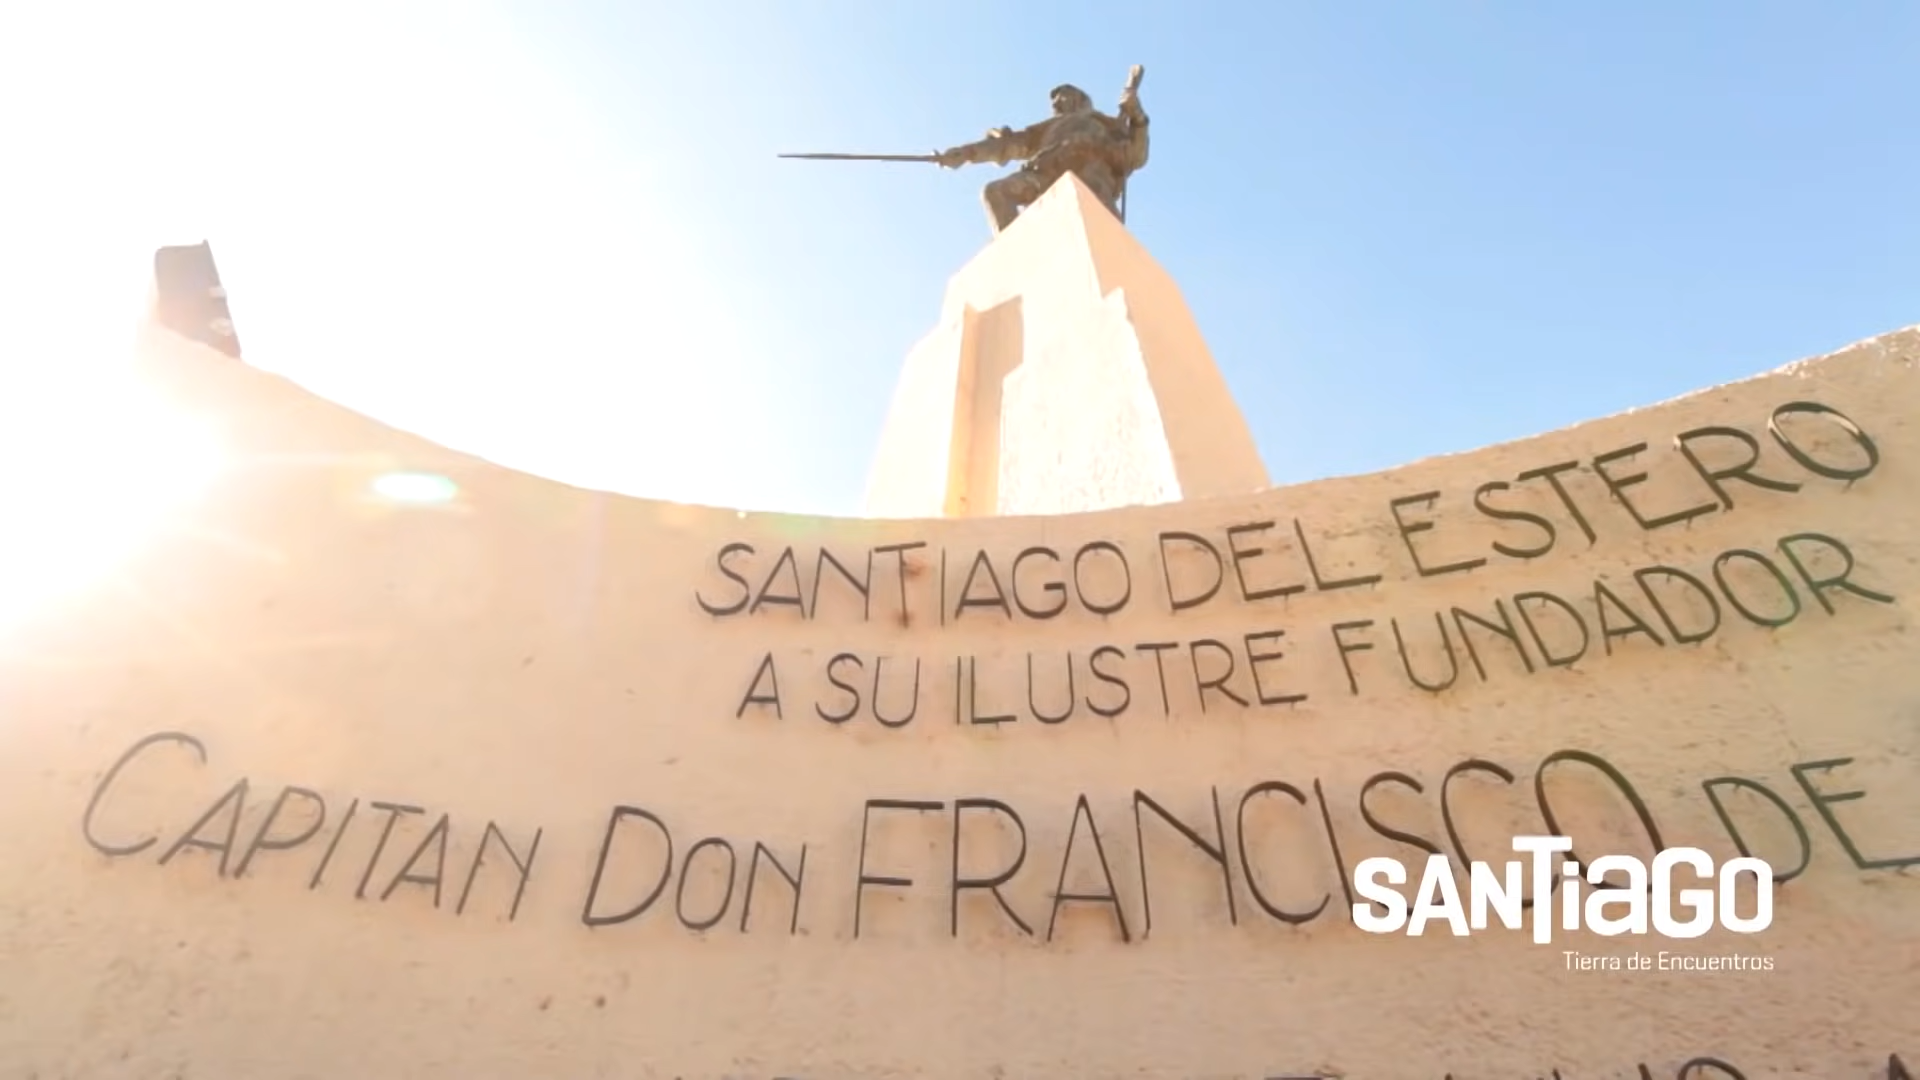 SANTIAGO DEL ESTERO
A SU ILUSTRE FUNDADOR
CAPITAN DON FRANCISCO DE
SANTIAGO
Tierra de Encuentros